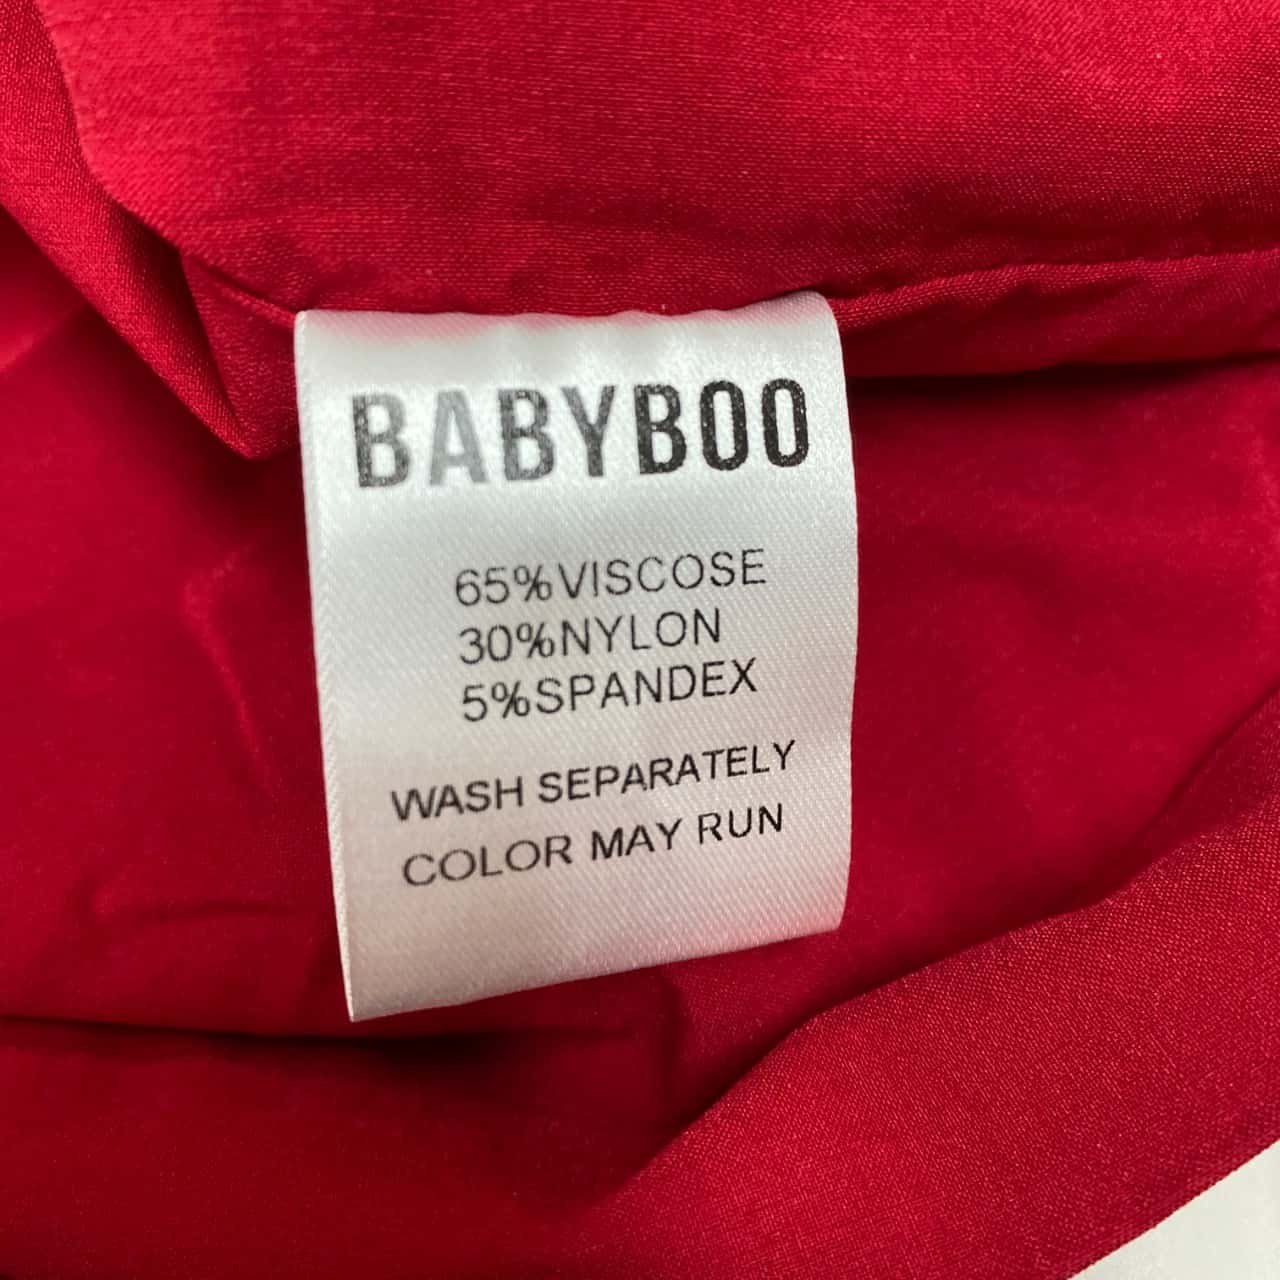 BABYBOO
65%VISCOSE
30%NYLON
5%SPANDEX
WASH SEPARATELY
COLOR MAY RUN